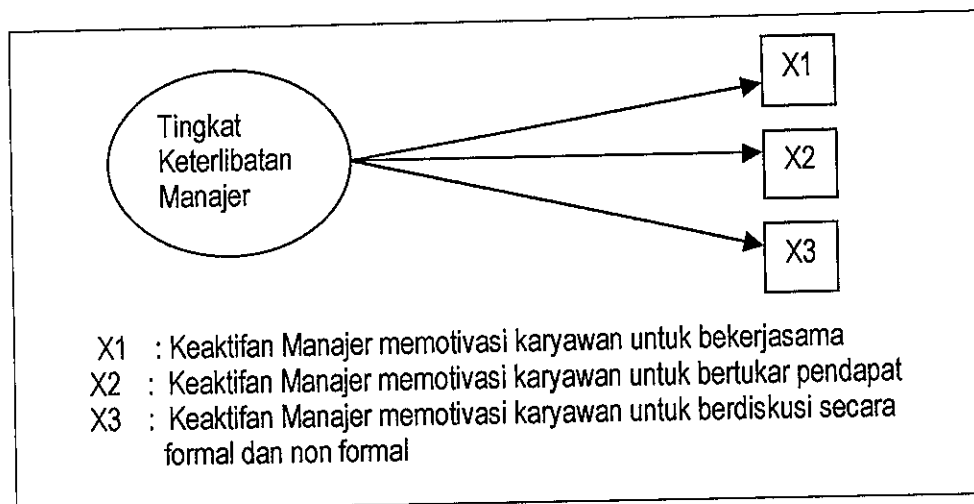 X1
Tingkat
Keterlibatan
Manajer
X2
X3
X1 : Keaktifan Manajer memotivasi karyawan untuk bekerjasama
X2 : Keaktifan Manajer memotivasi karyawan untuk bertukar pendapat
X3 : Keaktifan Manajer memotivasi karyawan untuk berdiskusi secara
formal dan non formal